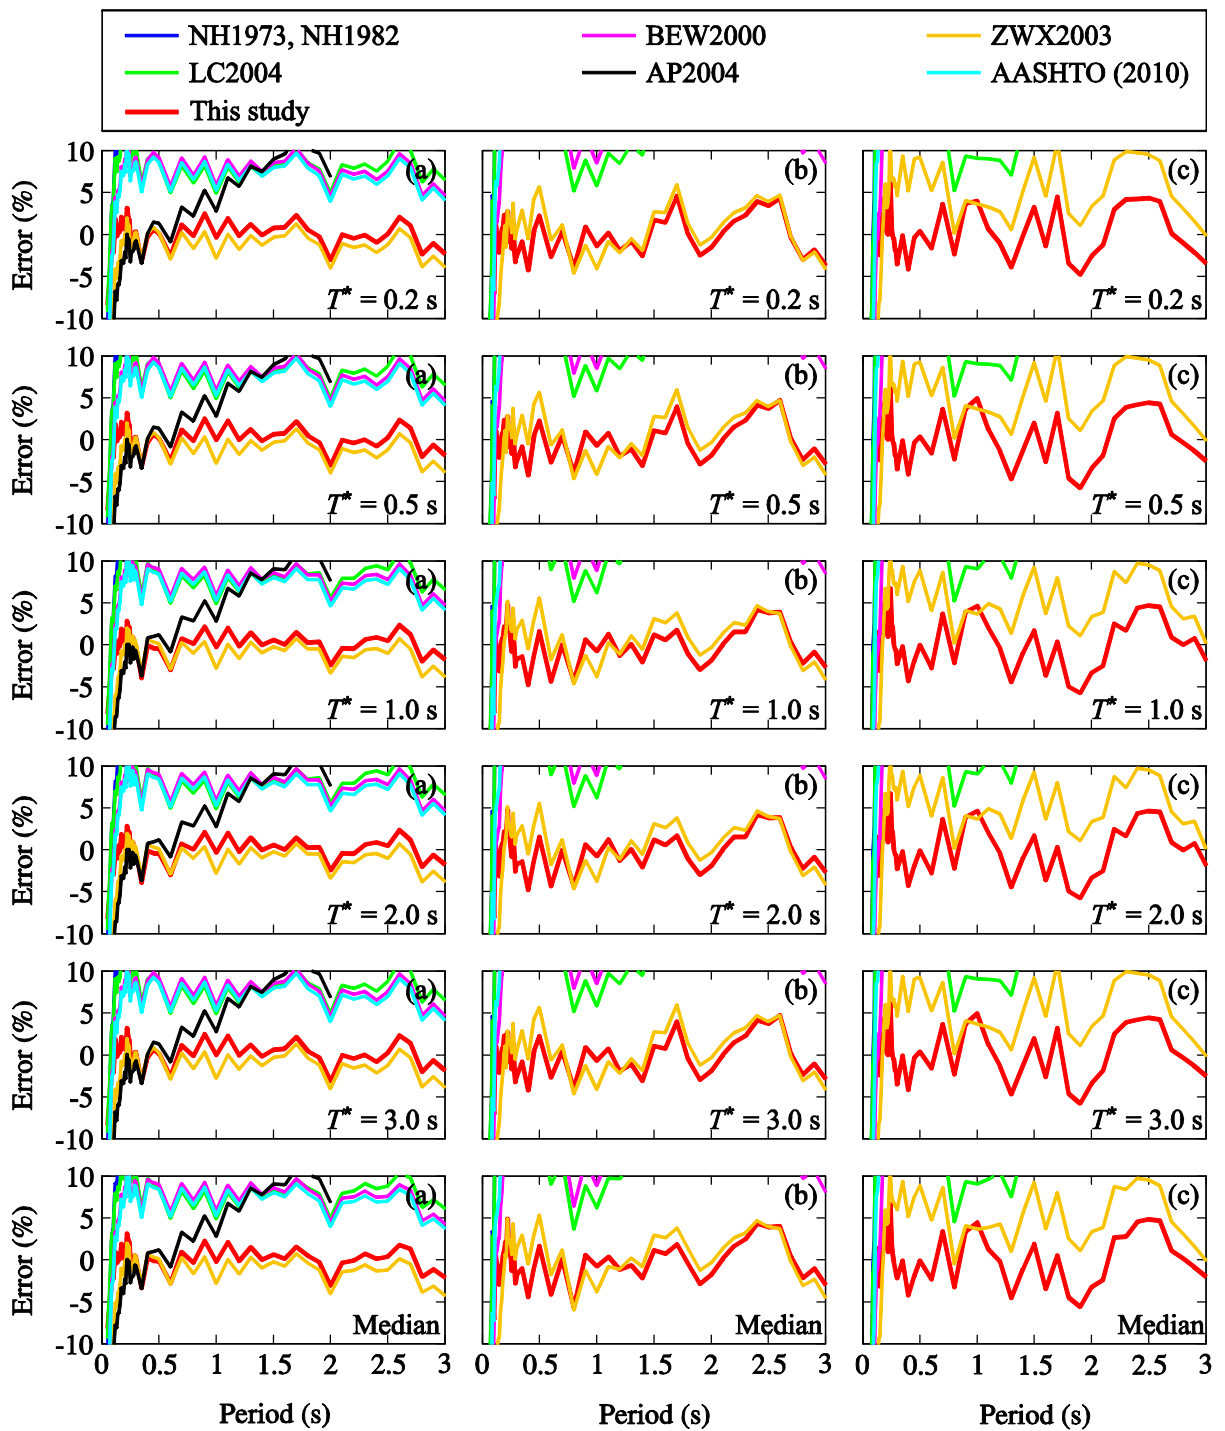 NH1973, NH1982 BEW2000 ZWX2003
LC2004 AP2004 AASHTO (2010)
This study
10 (a) (b) (c)
5
0
-5
-10
Error (%)
T* = 0.2 s T* = 0.2 s T* = 0.2 s
10 (a) (b) (c)
5
0
-5
-10
Error (%)
T* = 0.5 s T* = 0.5 s T* = 0.5 s
10 (a) (b) (c)
5
0
-5
-10
Error (%)
T* = 1.0 s T* = 1.0 s T* = 1.0 s
10 (a) (b) (c)
5
0
-5
-10
Error (%)
T* = 2.0 s T* = 2.0 s T* = 2.0 s
10 (a) (b) (c)
5
0
-5
-10
Error (%)
T* = 3.0 s T* = 3.0 s T* = 3.0 s
10 (a) (b) (c)
5
0
-5
-10
Error (%)
Median Median Median
0 0.5 1 1.5 2 2.5 3 0 0.5 1 1.5 2 2.5 3 0 0.5 1 1.5 2 2.5 3
Period (s) Period (s) Period (s)